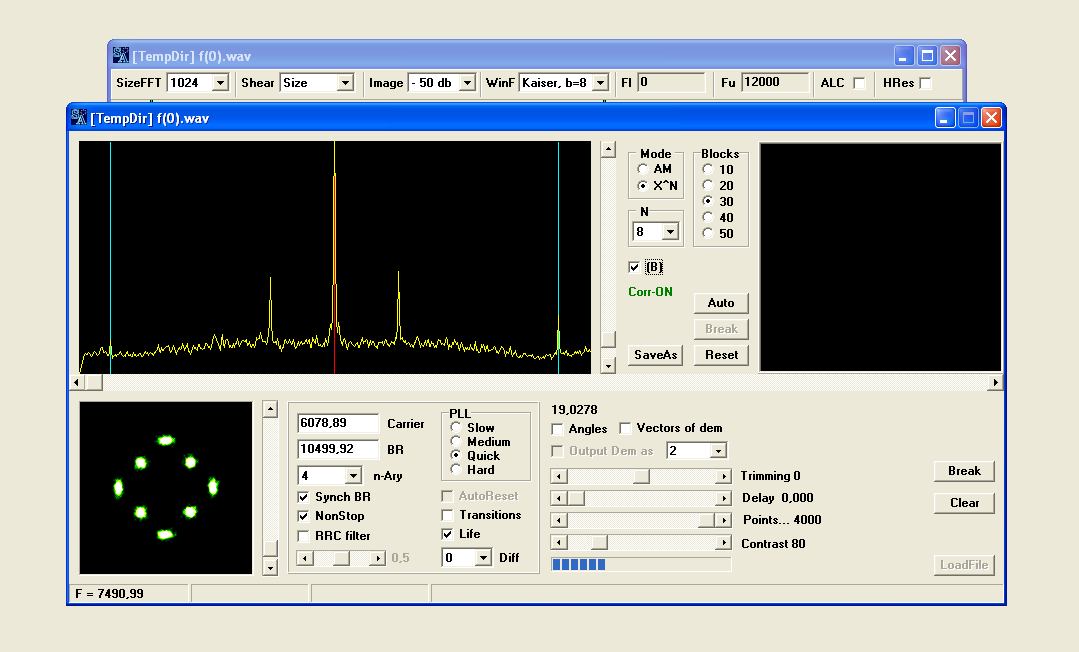 [TempDir] f(0).wav
SizeFFT 1024 Shear Size Image - 50 db WinF Kaiser, b=8 Fl 0 Fu 12000 ALC HRes
[TempDir] f(0).wav
Mode
AM
X^N
N
8
Blocks
10
20
30
40
50
(B)
Corr-ON
Auto
Break
SaveAs Reset
6078,89 Carrier
10499,92 BR
4 n-Ary
Synch BR
NonStop
RRC filter
0,5
PLL
Slow
Medium
Quick
Hard
AutoReset
Transitions
Life
0 Diff
19,0278
Angles Vectors of dem
Output Dem as 2
Trimming 0
Delay 0,000
Points... 4000
Contrast 80
Break
Clear
LoadFile
F = 7490,99